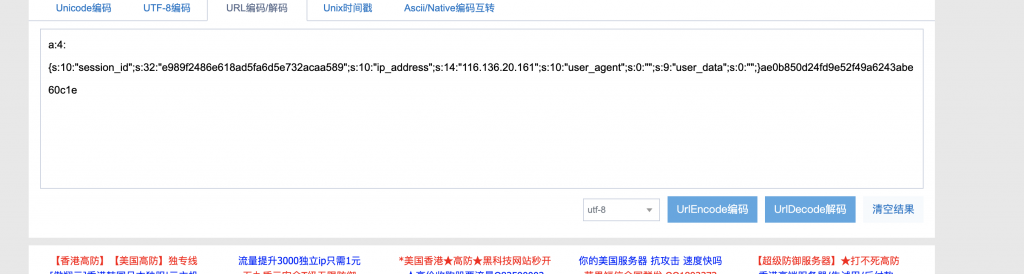 Unicode编码 UTF-8编码 URL编码/解码 Unix时间戳 Ascii/Native编码互转
a:4:
{s:10:"session_id";s:32:"e989f2486e618ad5fa6d5e732acaa589";s:10:"ip_address";s:14:"116.136.20.161";s:10:"user_agent";s:0:"";s:9:"user_data";s:0:"";}ae0b850d24fd9e52f49a6243abe
60c1e
utf-8 UrlEncode编码 UrlDecode解码 清空结果
【香港高防】【美国高防】独专线 流量提升3000独立ip只需1元 *美国香港★高防★黑科技网站秒开 你的美国服务器 抗攻击 速度快吗 【超级防御服务器】★打不死高防